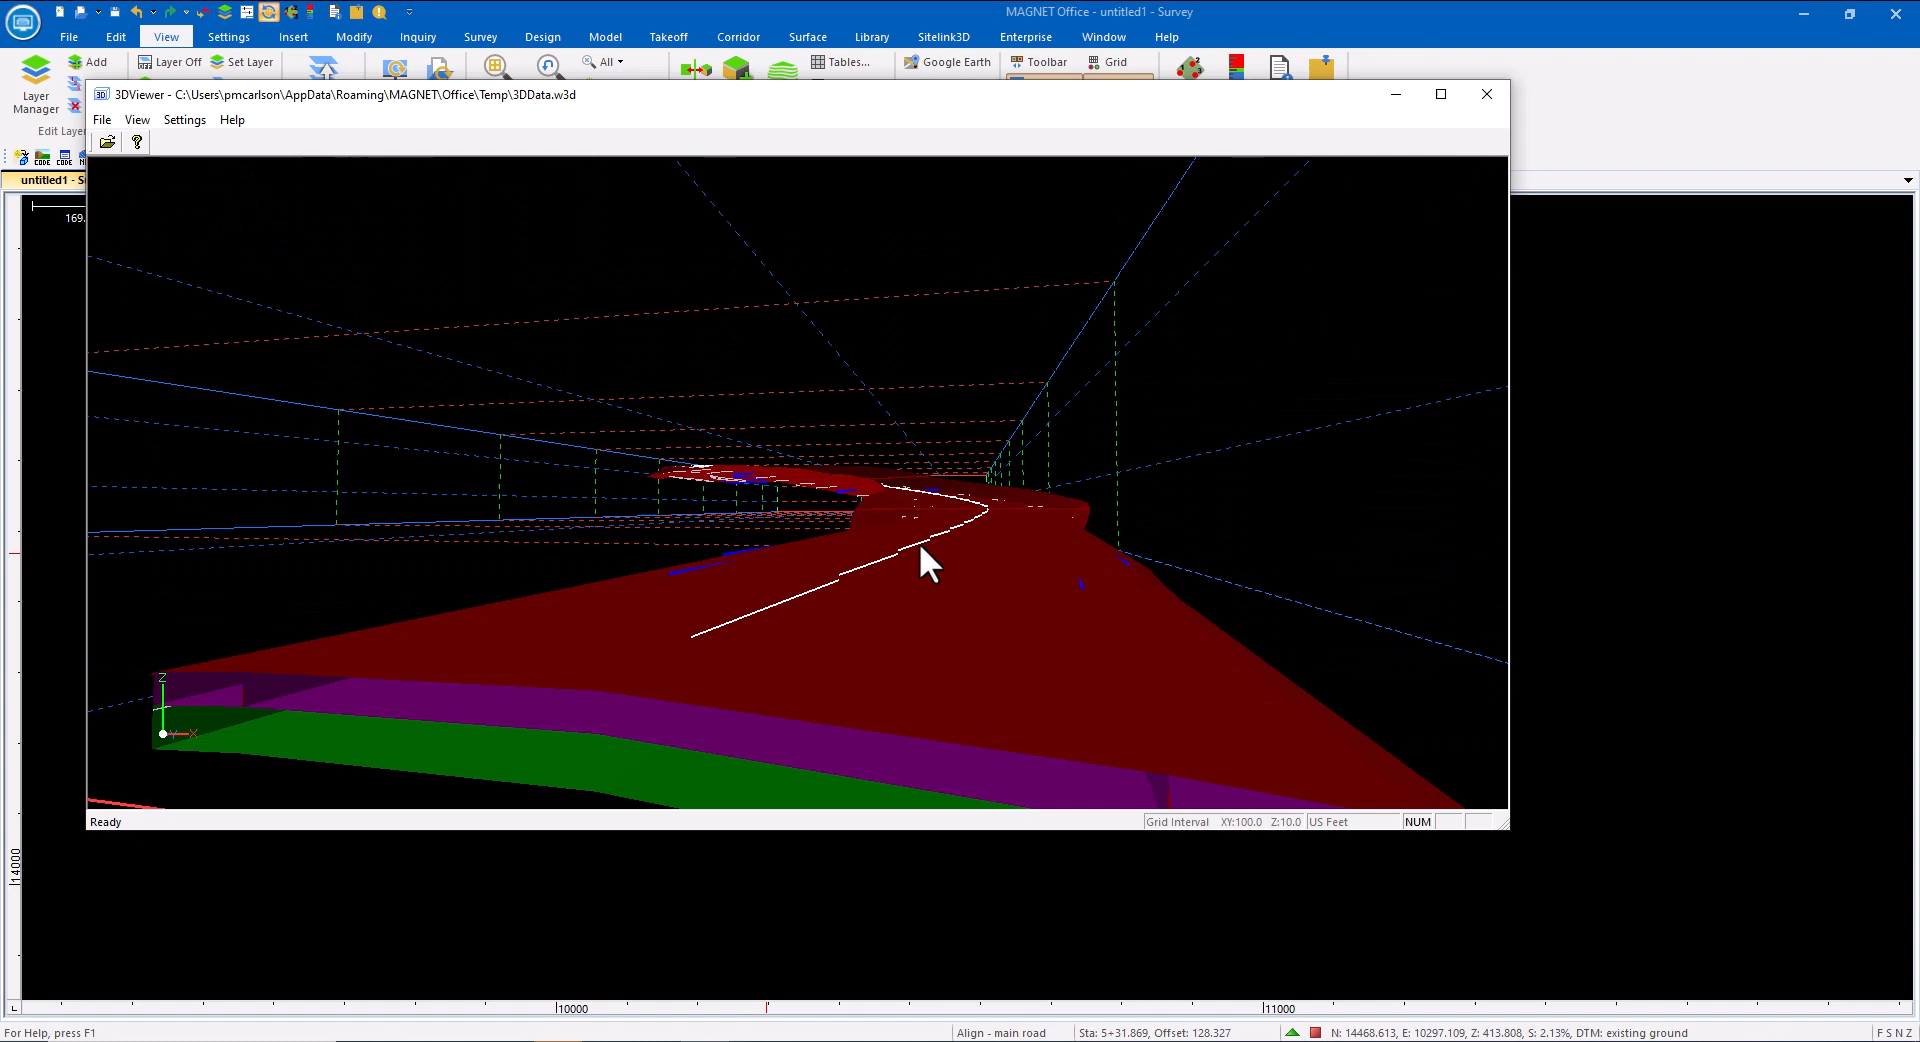 MAGNET Office - untitled1 - Survey
File Edit View Settings Insert Modify Inquiry Survey Design Model Takeoff Corridor Surface Library Sitelink3D Enterprise Window Help
Layer Manager
Add
Layer Off
Set Layer
All
Tables...
Google Earth
Toolbar
Grid
Edit Laye
CODE CODE
3DViewer - C:\Users\pmcarlson\AppData\Roaming\MAGNET\Office\Temp\3DData.w3d
File View Settings Help
untitled1 - S
169.
Z
Y X
Ready
Grid Interval XY:100.0 Z:10.0 US Feet NUM
14000
10000
11000
For Help, press F1
Align - main road
Sta: 5+31.869, Offset: 128.327
N: 14468.613, E: 10297.109, Z: 413.808, S: 2.13%, DTM: existing ground
F S N Z